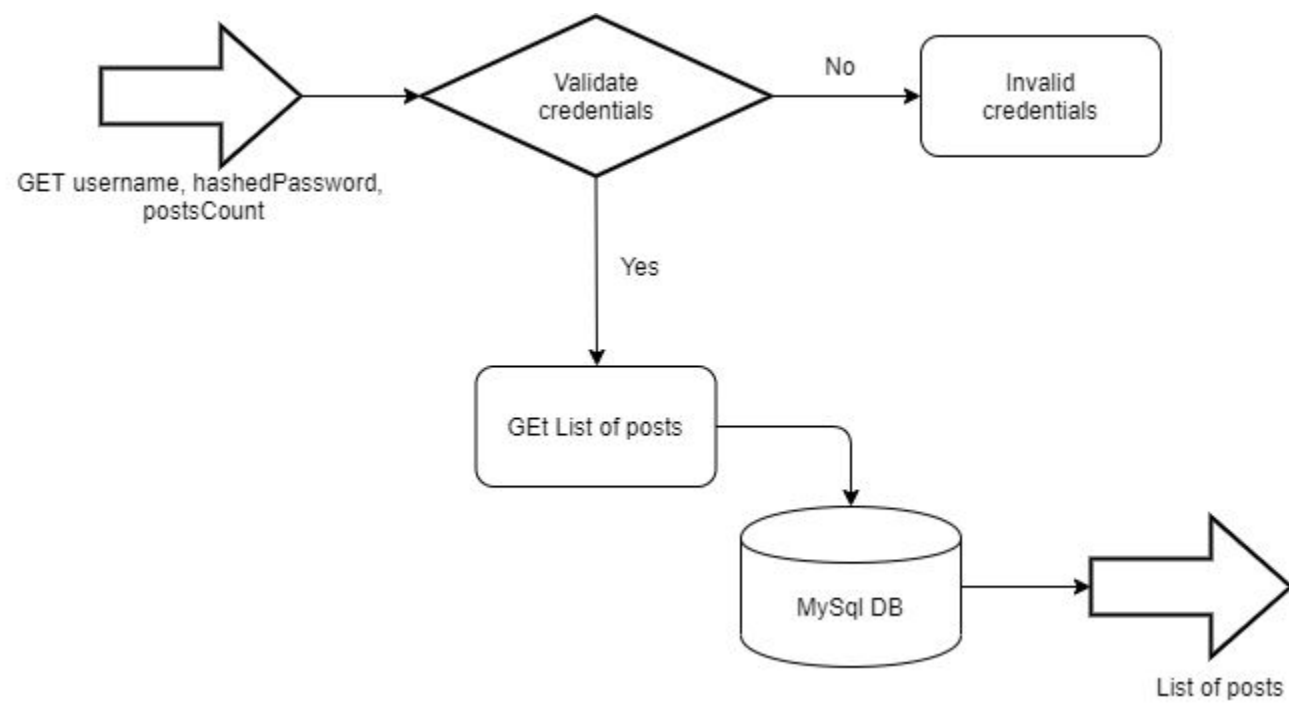 Validate
credentials
No
Invalid
credentials
GET username, hashedPassword,
postsCount
Yes
GEt List of posts
MySql DB
List of posts